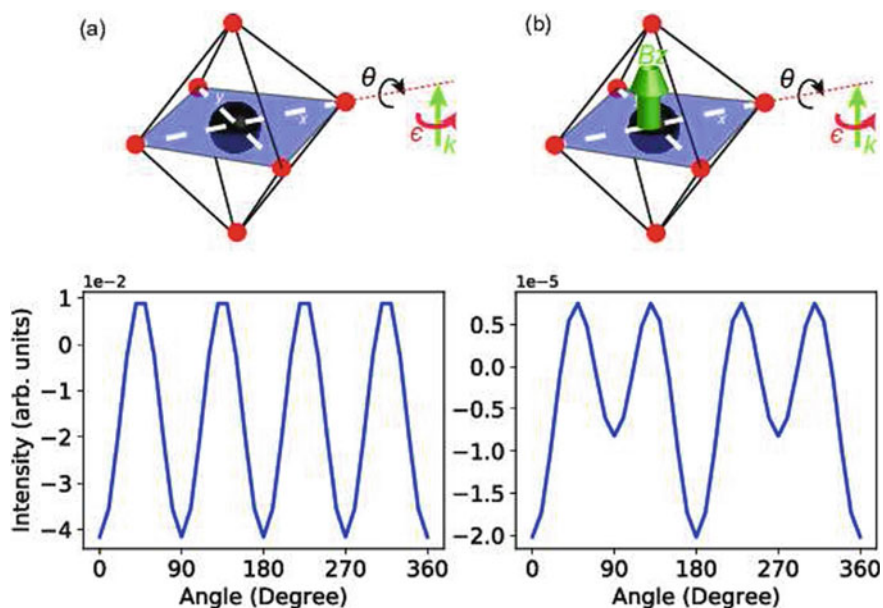 (a)
(b)
Bz
θ
θ
y
x
x
ϵ
k
ϵ
k
1e−2
1e−5
1
0
−1
−2
−3
−4
0.5
0.0
−0.5
−1.0
−1.5
−2.0
Intensity (arb. units)
0 90 180 270 360
0 90 180 270 360
Angle (Degree)
Angle (Degree)